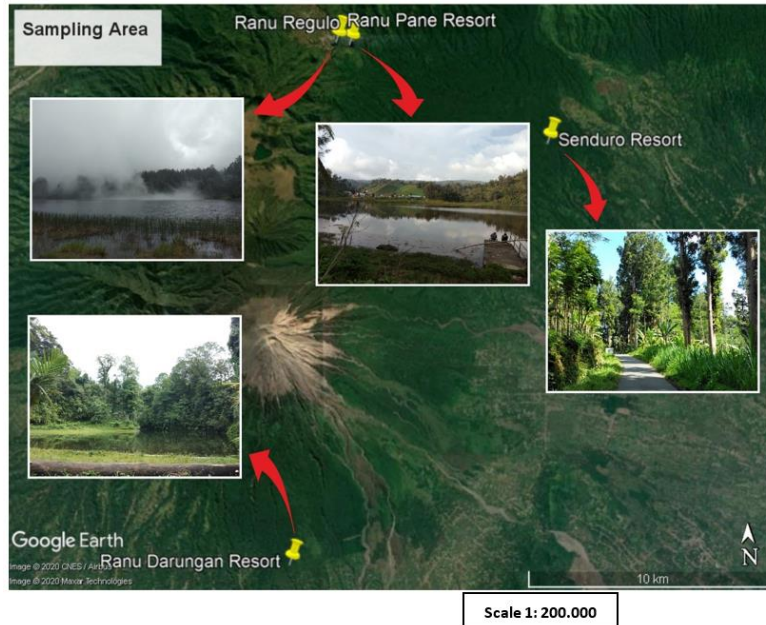 Sampling Area
Ranu Regulo
Ranu Pane Resort
Senduro Resort
Google Earth
Image © 2020 CNES / Airbus
Ranu Darungan Resort
Image © 2020 Maxar Technologies
N
10 km
Scale 1: 200.000